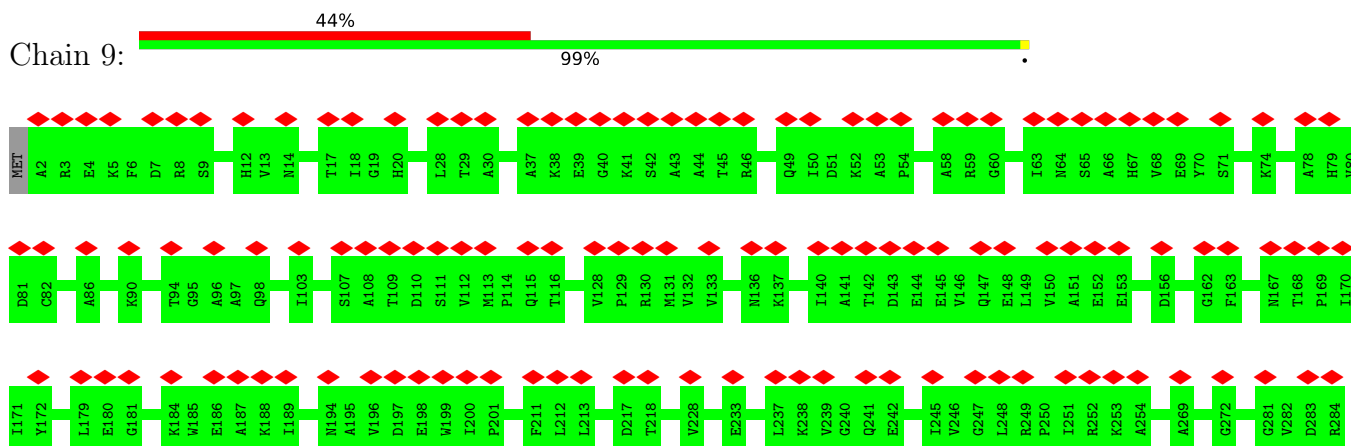 44%
Chain 9:
99%
.
MET A2 R3 E4 K5 F6 D7 R8 S9 H12 V13 N14 T17 I18 G19 H20 L28 T29 A30 A37 K38 E39 G40 K41 S42 A43 A44 T45 R46 Q49 I50 D51 K52 A53 P54 A58 R59 G60 I63 N64 S65 A66 H67 V68 E69 Y70 S71 K74 A78 H79 V80
D81 C82 A86 K90 T94 G95 A96 A97 Q98 I103 S107 A108 T109 D110 S111 V112 M113 P114 Q115 T116 V128 P129 R130 M131 V132 V133 N136 K137 I140 A141 T142 D143 E144 E145 V146 Q147 E148 L149 V150 A151 E152 E153 D156 G162 F163 N167 T168 P169 I170
I171 Y172 L179 E180 G181 K184 W185 E186 A187 K188 I189 N194 A195 V196 D197 E198 W199 I200 P201 F211 L212 L213 D217 T218 V228 E233 L237 K238 V239 G240 Q241 E242 I245 V246 G247 L248 R249 P250 I251 R252 K253 A254 A269 G272 G281 V282 D283 R284